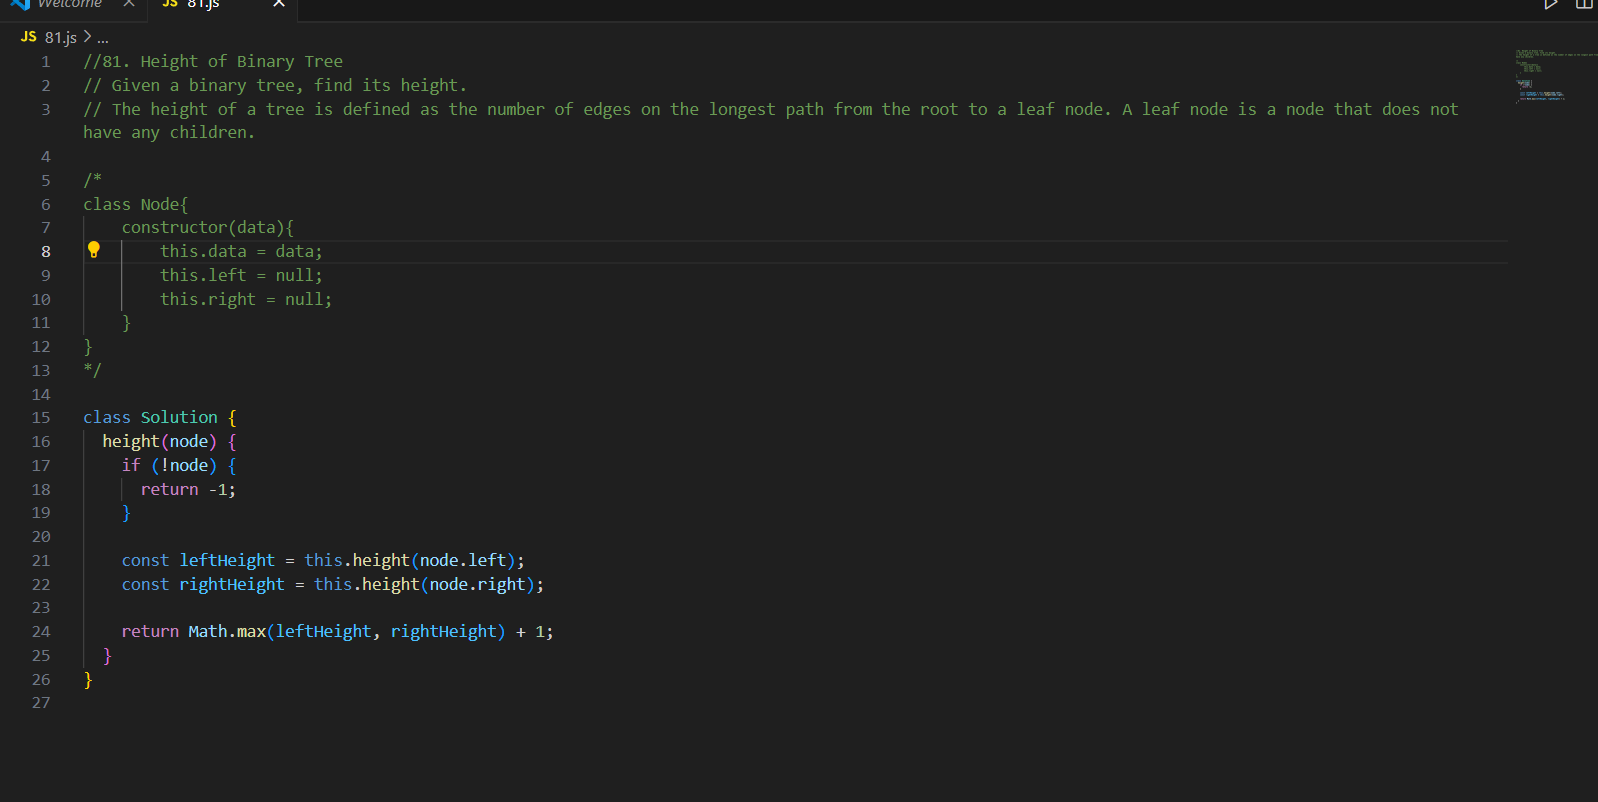 Welcome
JS 81.js
JS 81.js > ...
1 //81. Height of Binary Tree
2 // Given a binary tree, find its height.
3 // The height of a tree is defined as the number of edges on the longest path from the root to a leaf node. A leaf node is a node that does not
have any children.
4
5 /*
6 class Node{
7     constructor(data){
8         this.data = data;
9         this.left = null;
10         this.right = null;
11     }
12 }
13 */
14
15 class Solution {
16   height(node) {
17     if (!node) {
18       return -1;
19     }
20
21     const leftHeight = this.height(node.left);
22     const rightHeight = this.height(node.right);
23
24     return Math.max(leftHeight, rightHeight) + 1;
25   }
26 }
27